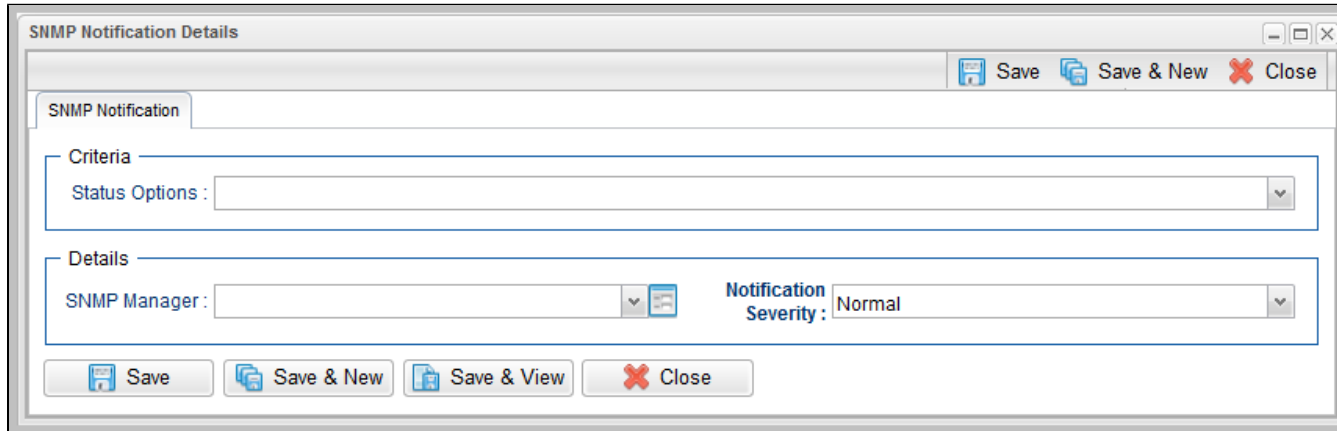 SNMP Notification Details
Save Save & New Close
SNMP Notification
Criteria
Status Options :
Details
SNMP Manager :
Notification
Severity : Normal
Save Save & New Save & View Close